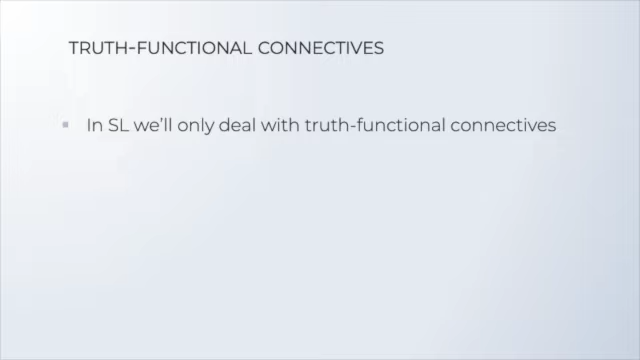 TRUTH-FUNCTIONAL CONNECTIVES
In SL we'll only deal with truth-functional connectives